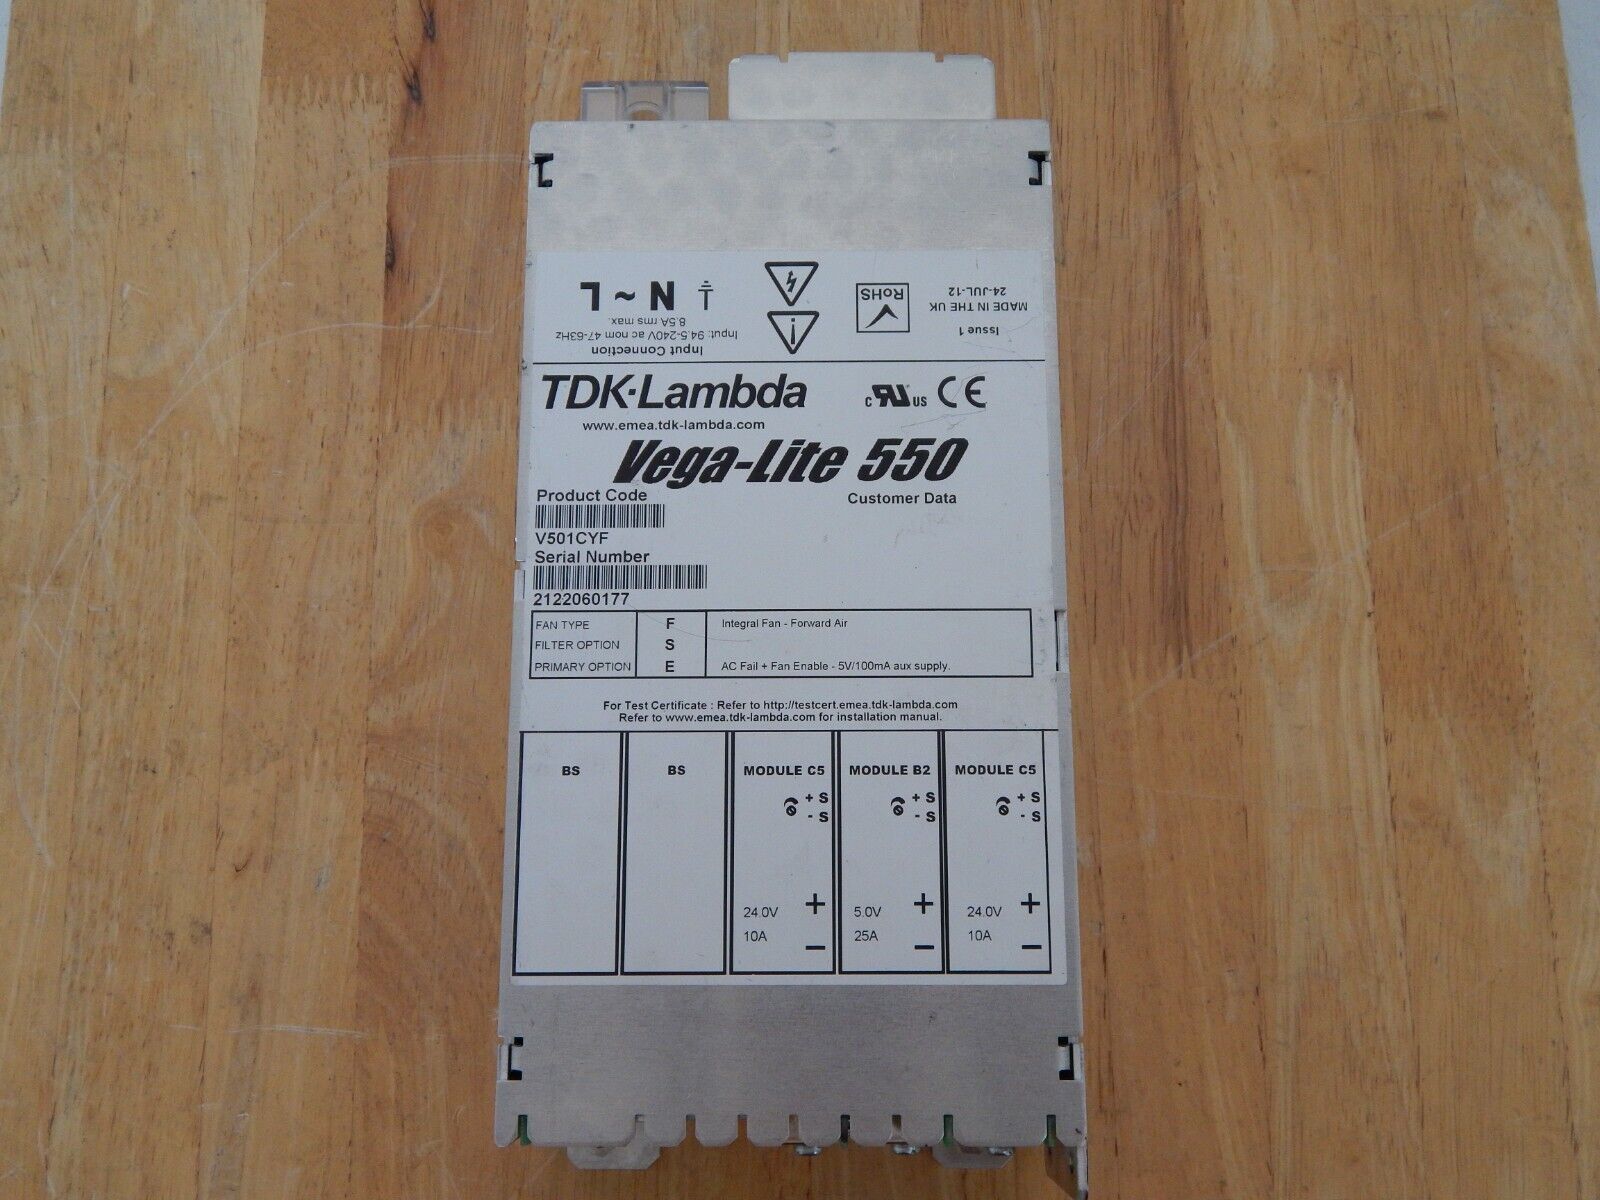 Issue 1
MADE IN THE UK
24-JUL-12
RoHS
Input Connection
Input: 94.5-240V ac nom 47-63Hz
8.5A rms max.
N ~ L
TDK·Lambda
c RU US CE
www.emea.tdk-lambda.com
Vega-Lite 550
Product Code
Customer Data
V501CYF
Serial Number
2122060177
FAN TYPE F Integral Fan - Forward Air
FILTER OPTION S
PRIMARY OPTION E AC Fail + Fan Enable - 5V/100mA aux supply.
For Test Certificate : Refer to http://testcert.emea.tdk-lambda.com
Refer to www.emea.tdk-lambda.com for installation manual.
BS BS MODULE C5 MODULE B2 MODULE C5
+ S + S + S
- S - S - S
24.0V + 5.0V + 24.0V +
10A - 25A - 10A -